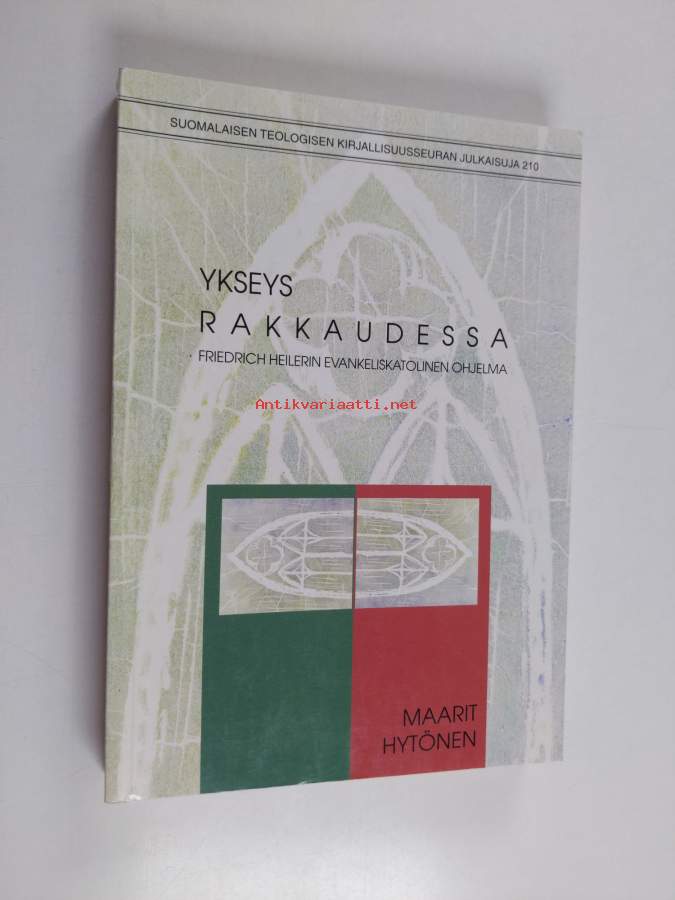 SUOMALAISEN TEOLOGISEN KIRJALLISUUSSEURAN JULKAISUJA 210
YKSEYS
RAKKAUDESSA
FRIEDRICH HEILERIN EVANKELISKATOLINEN OHJELMA
Antikvariaatti.net
MAARIT
HYTÖNEN